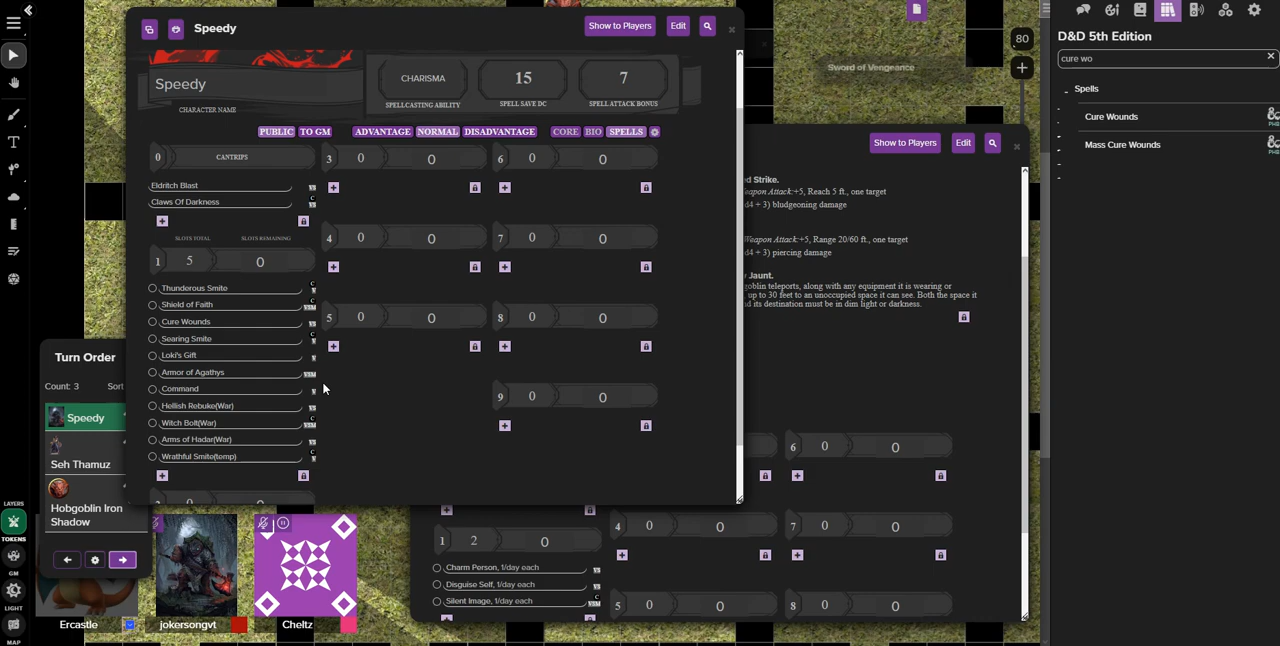 Speedy
Show to Players
Edit
Speedy
CHARACTER NAME
CHARISMA
15
7
SPELLCASTING ABILITY
SPELL SAVE DC
SPELL ATTACK BONUS
PUBLIC TO GM
ADVANTAGE NORMAL DISADVANTAGE
CORE BIO SPELLS
0 CANTRIPS
Eldritch Blast
Claws Of Darkness
SLOTS TOTAL SLOTS REMAINING
1 5 0
Thunderous Smite
Shield of Faith
Cure Wounds
Searing Smite
Loki's Gift
Armor of Agathys
Command
Hellish Rebuke(War)
Witch Bolt(War)
Arms of Hadar(War)
Wrathful Smite(temp)
3 0 0
4 0 0
5 0 0
6 0 0
7 0 0
8 0 0
9 0 0
Turn Order
Count: 3 Sort
Speedy
Seh Thamuz
Hobgoblin Iron
Shadow
LAYERS
TOKENS
GM
LIGHT
MAP
Ercastle
jokersongvt
Cheltz
80
Sword of Vengeance
Show to Players
Edit
ed Strike.
eapon Attack:+5, Reach 5 ft., one target
d4 + 3) bludgeoning damage
Weapon Attack:+5, Range 20/60 ft., one target
d4 + 3) piercing damage
Jaunt.
goblin teleports, along with any equipment it is wearing or
, up to 30 feet to an unoccupied space it can see. Both the space it
d its destination must be in dim light or darkness.
1 2 0
Charm Person, 1/day each
Disguise Self, 1/day each
Silent Image, 1/day each
0
4 0 0
5 0 0
6 0 0
7 0 0
8 0 0
D&D 5th Edition
cure wo
Spells
Cure Wounds
PHB
Mass Cure Wounds
PHB